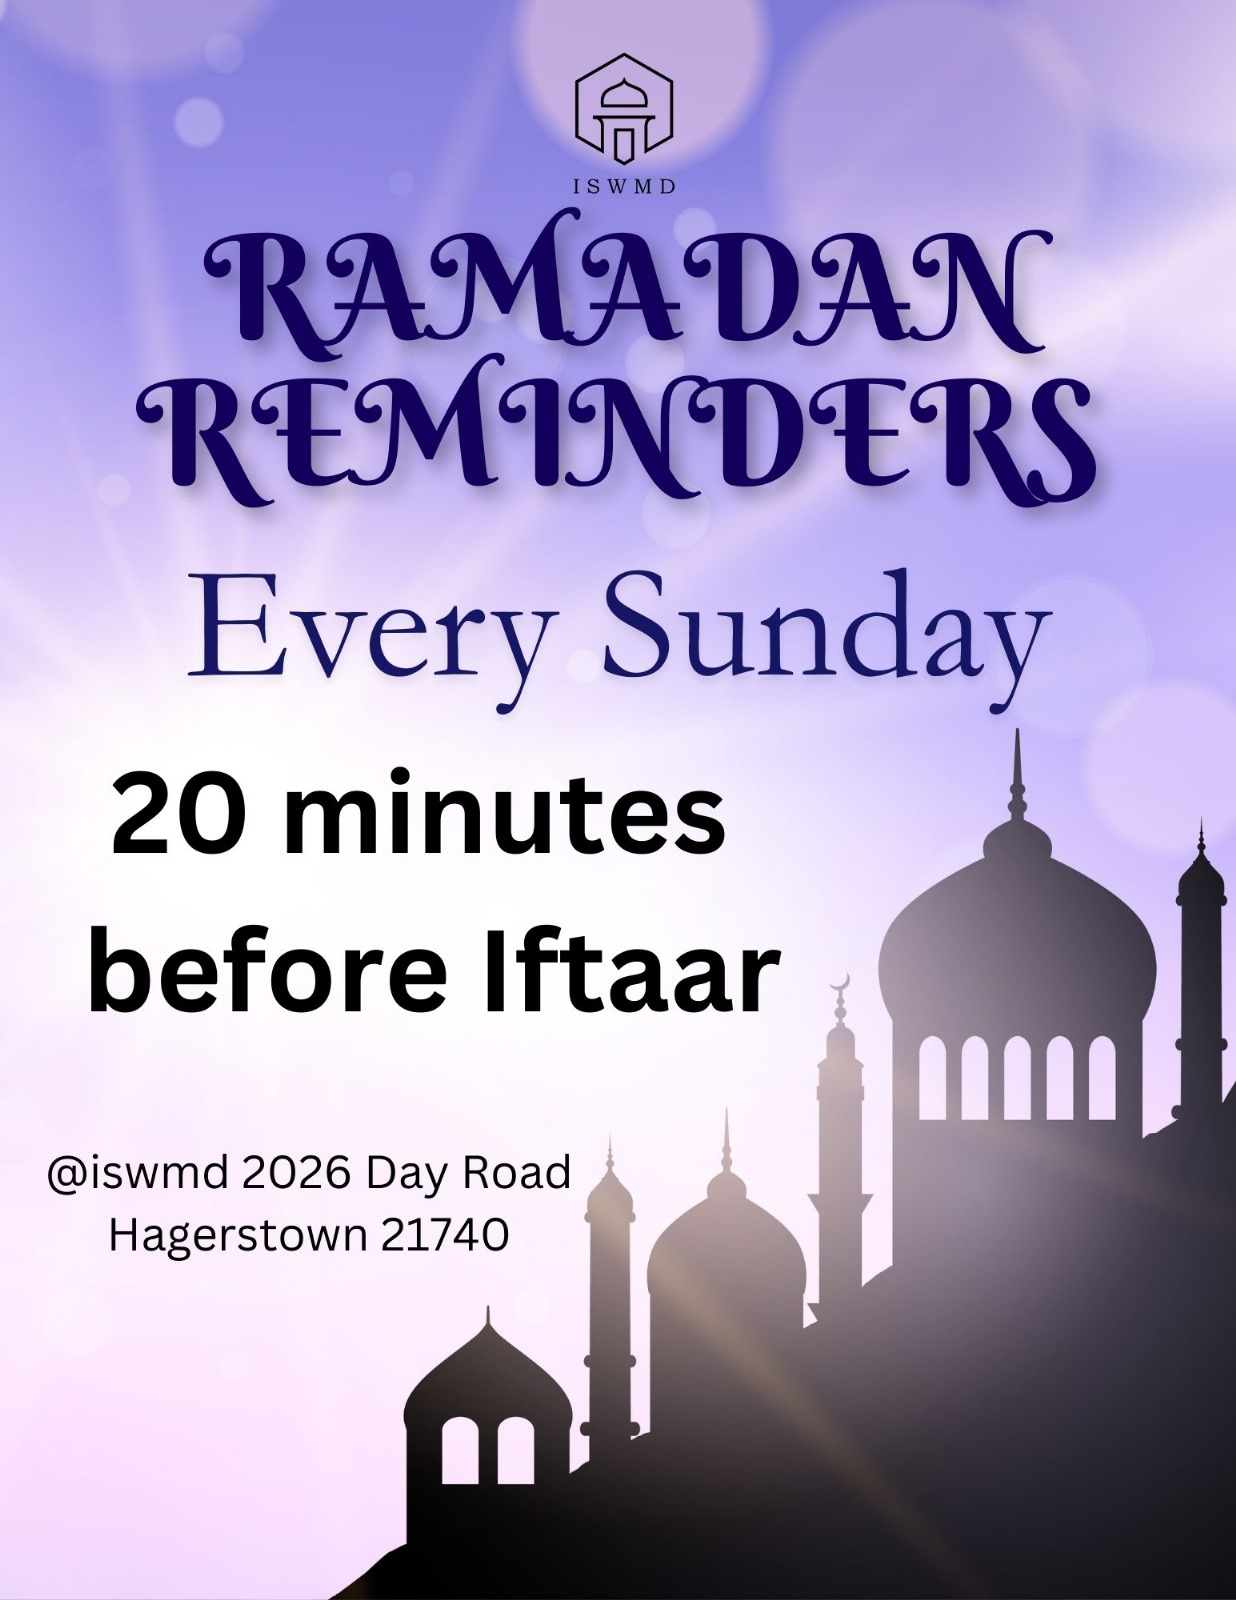 ISWMD
RAMADAN
REMINDERS
Every Sunday
20 minutes
before Iftaar
@iswmd 2026 Day Road
Hagerstown 21740